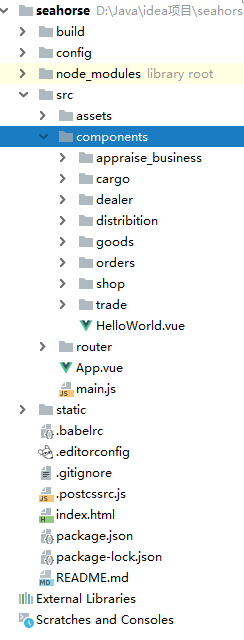 seahorse D:\Java\idea项目\seahors
build
config
node_modules library root
src
assets
components
appraise_business
cargo
dealer
distribition
goods
orders
shop
trade
HelloWorld.vue
router
App.vue
main.js
static
.babelrc
.editorconfig
.gitignore
.postcssrc.js
index.html
package.json
package-lock.json
README.md
External Libraries
Scratches and Consoles